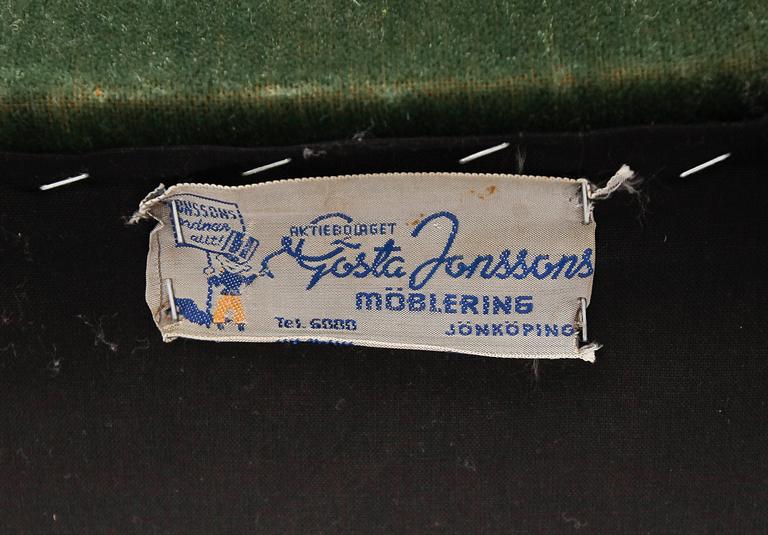 JONSSONS
ordnar
allt!
AKTIEBOLAGET
Gösta Jonssons
MÖBLERING
Tel. 6000
JÖNKÖPING